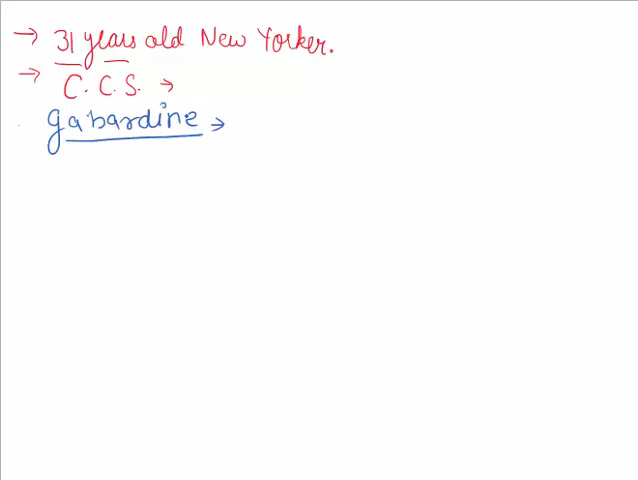 → 31 years old New Yorker.
→ C. C. S. →
gabardine →